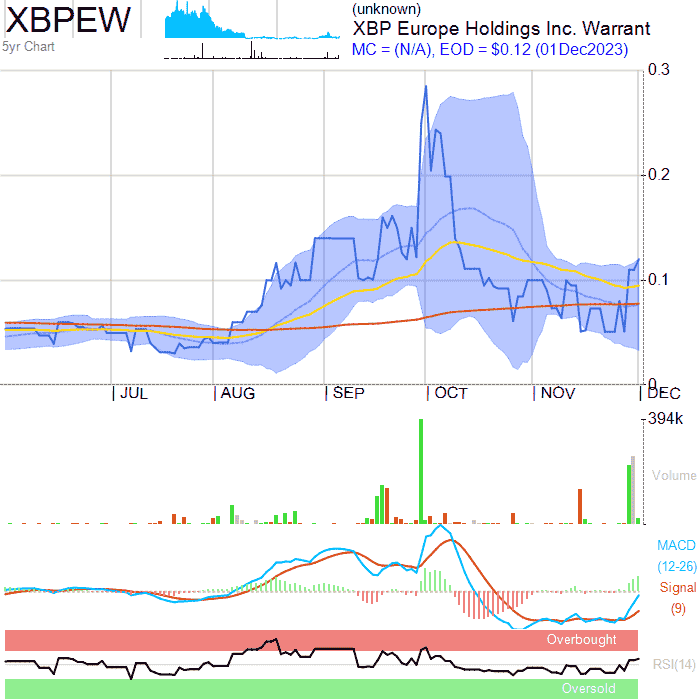 XBPEW
5yr Chart
(unknown)
XBP Europe Holdings Inc. Warrant
MC = (N/A), EOD = $0.12 (01Dec2023)
0.3
0.2
0.1
0
JUL
AUG
SEP
OCT
NOV
DEC
394k
Volume
MACD
(12-26)
Signal
(9)
Overbought
RSI(14)
Oversold